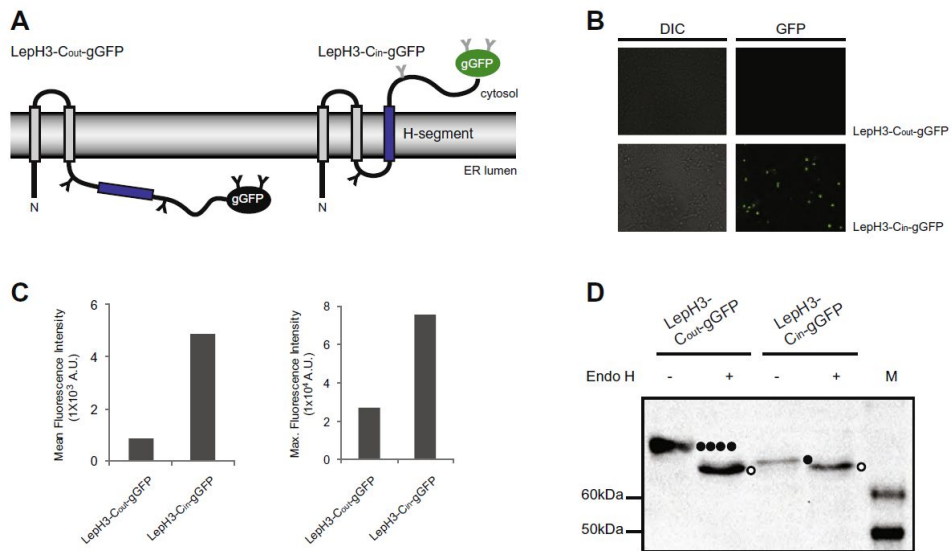 A
LepH3-Cout-gGFP
LepH3-Cin-gGFP
gGFP
cytosol
H-segment
ER lumen
N
gGFP
N
B
DIC
GFP
LepH3-Cout-gGFP
LepH3-Cin-gGFP
C
Mean Fluorescence Intensity
(1X10³ A.U.)
6
4
2
0
LepH3-Cout-gGFP
LepH3-Cin-gGFP
Max. Fluorescence Intensity
(1x10⁴ A.U.)
8
6
4
2
0
LepH3-Cout-gGFP
LepH3-Cin-gGFP
D
LepH3-
Cout-gGFP
LepH3-
Cin-gGFP
Endo H
-
+
-
+
M
60kDa
50kDa